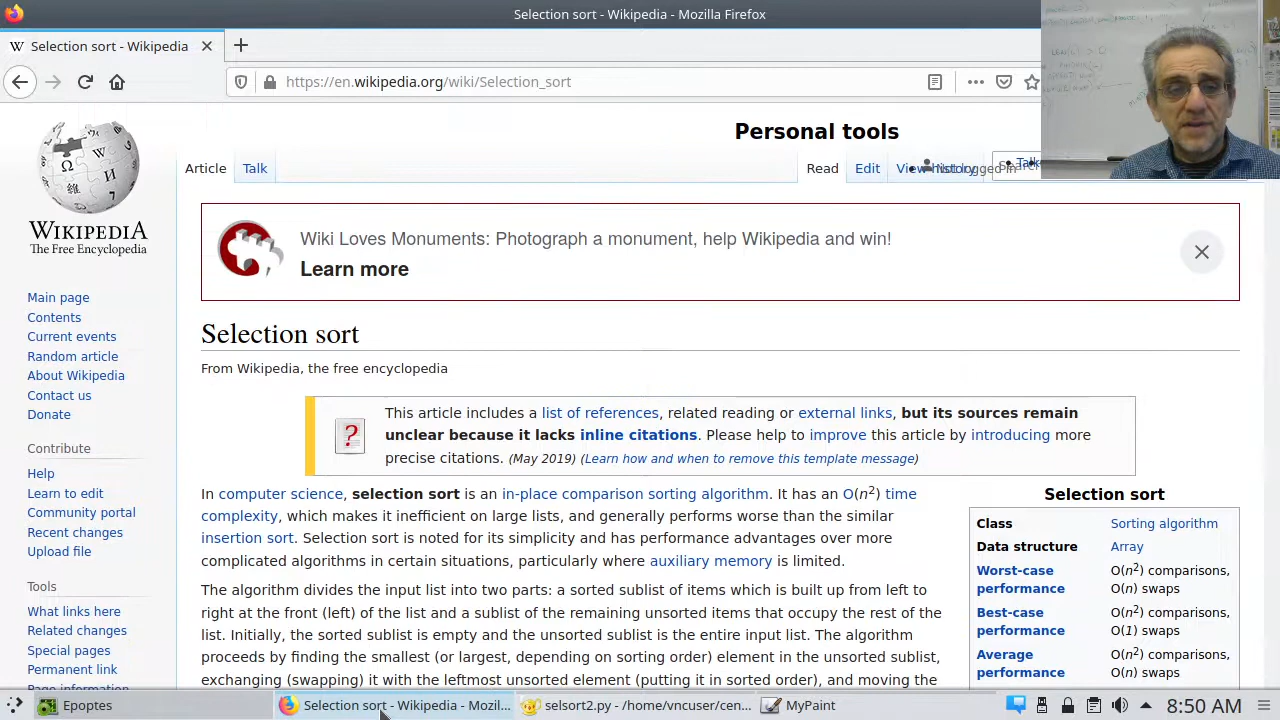 Selection sort - Wikipedia - Mozilla Firefox
Selection sort - Wikipedia
https://en.wikipedia.org/wiki/Selection_sort
Personal tools
Article
Talk
Read
Edit
View history
Not logged in
Talk
WIKIPEDIA
The Free Encyclopedia
Wiki Loves Monuments: Photograph a monument, help Wikipedia and win!
Learn more
Main page
Contents
Current events
Random article
About Wikipedia
Contact us
Donate
Contribute
Help
Learn to edit
Community portal
Recent changes
Upload file
Tools
What links here
Related changes
Special pages
Permanent link
Page information
Selection sort
From Wikipedia, the free encyclopedia
This article includes a list of references, related reading or external links, but its sources remain
unclear because it lacks inline citations. Please help to improve this article by introducing more
precise citations. (May 2019) (Learn how and when to remove this template message)
In computer science, selection sort is an in-place comparison sorting algorithm. It has an O(n²) time
complexity, which makes it inefficient on large lists, and generally performs worse than the similar
insertion sort. Selection sort is noted for its simplicity and has performance advantages over more
complicated algorithms in certain situations, particularly where auxiliary memory is limited.
The algorithm divides the input list into two parts: a sorted sublist of items which is built up from left to
right at the front (left) of the list and a sublist of the remaining unsorted items that occupy the rest of the
list. Initially, the sorted sublist is empty and the unsorted sublist is the entire input list. The algorithm
proceeds by finding the smallest (or largest, depending on sorting order) element in the unsorted sublist,
exchanging (swapping) it with the leftmost unsorted element (putting it in sorted order), and moving the
Selection sort
Class Sorting algorithm
Data structure Array
Worst-case performance O(n²) comparisons, O(n) swaps
Best-case performance O(n²) comparisons, O(1) swaps
Average performance O(n²) comparisons, O(n) swaps
Epoptes
Selection sort - Wikipedia - Mozil...
selsort2.py - /home/vncuser/cen...
MyPaint
8:50 AM